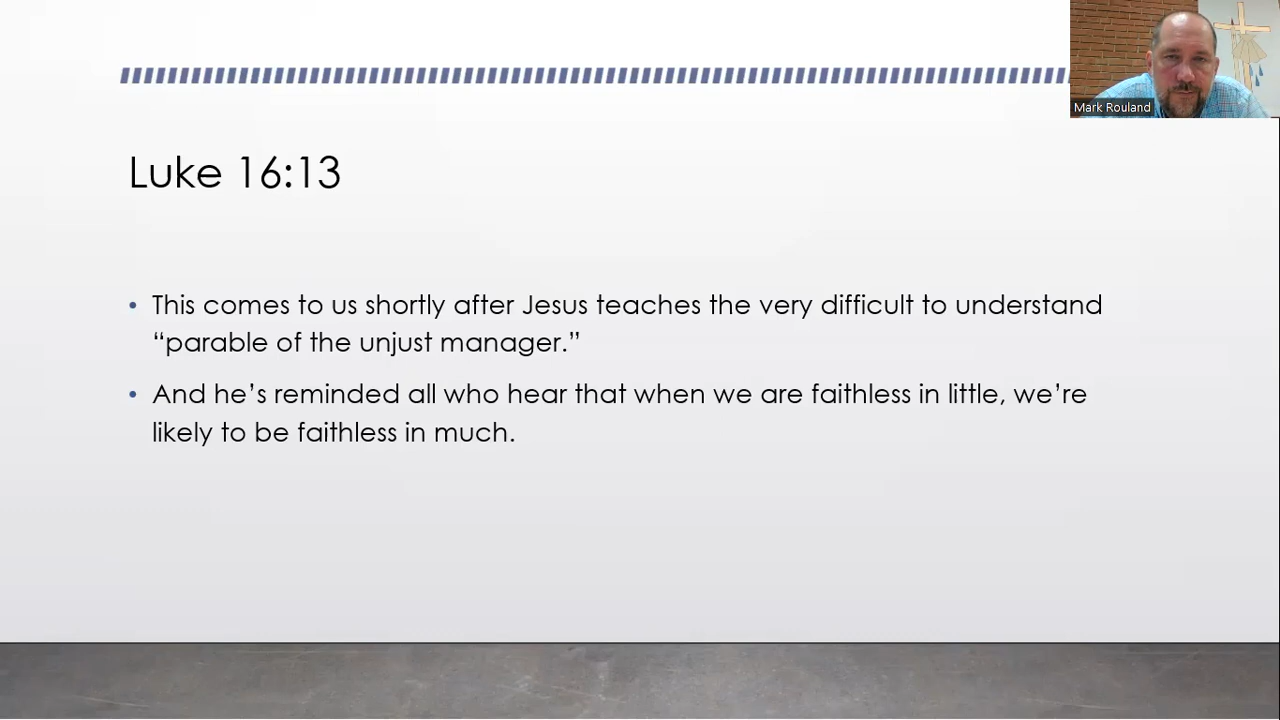 Mark Rouland
Luke 16:13
• This comes to us shortly after Jesus teaches the very difficult to understand
“parable of the unjust manager.”
• And he’s reminded all who hear that when we are faithless in little, we’re
likely to be faithless in much.